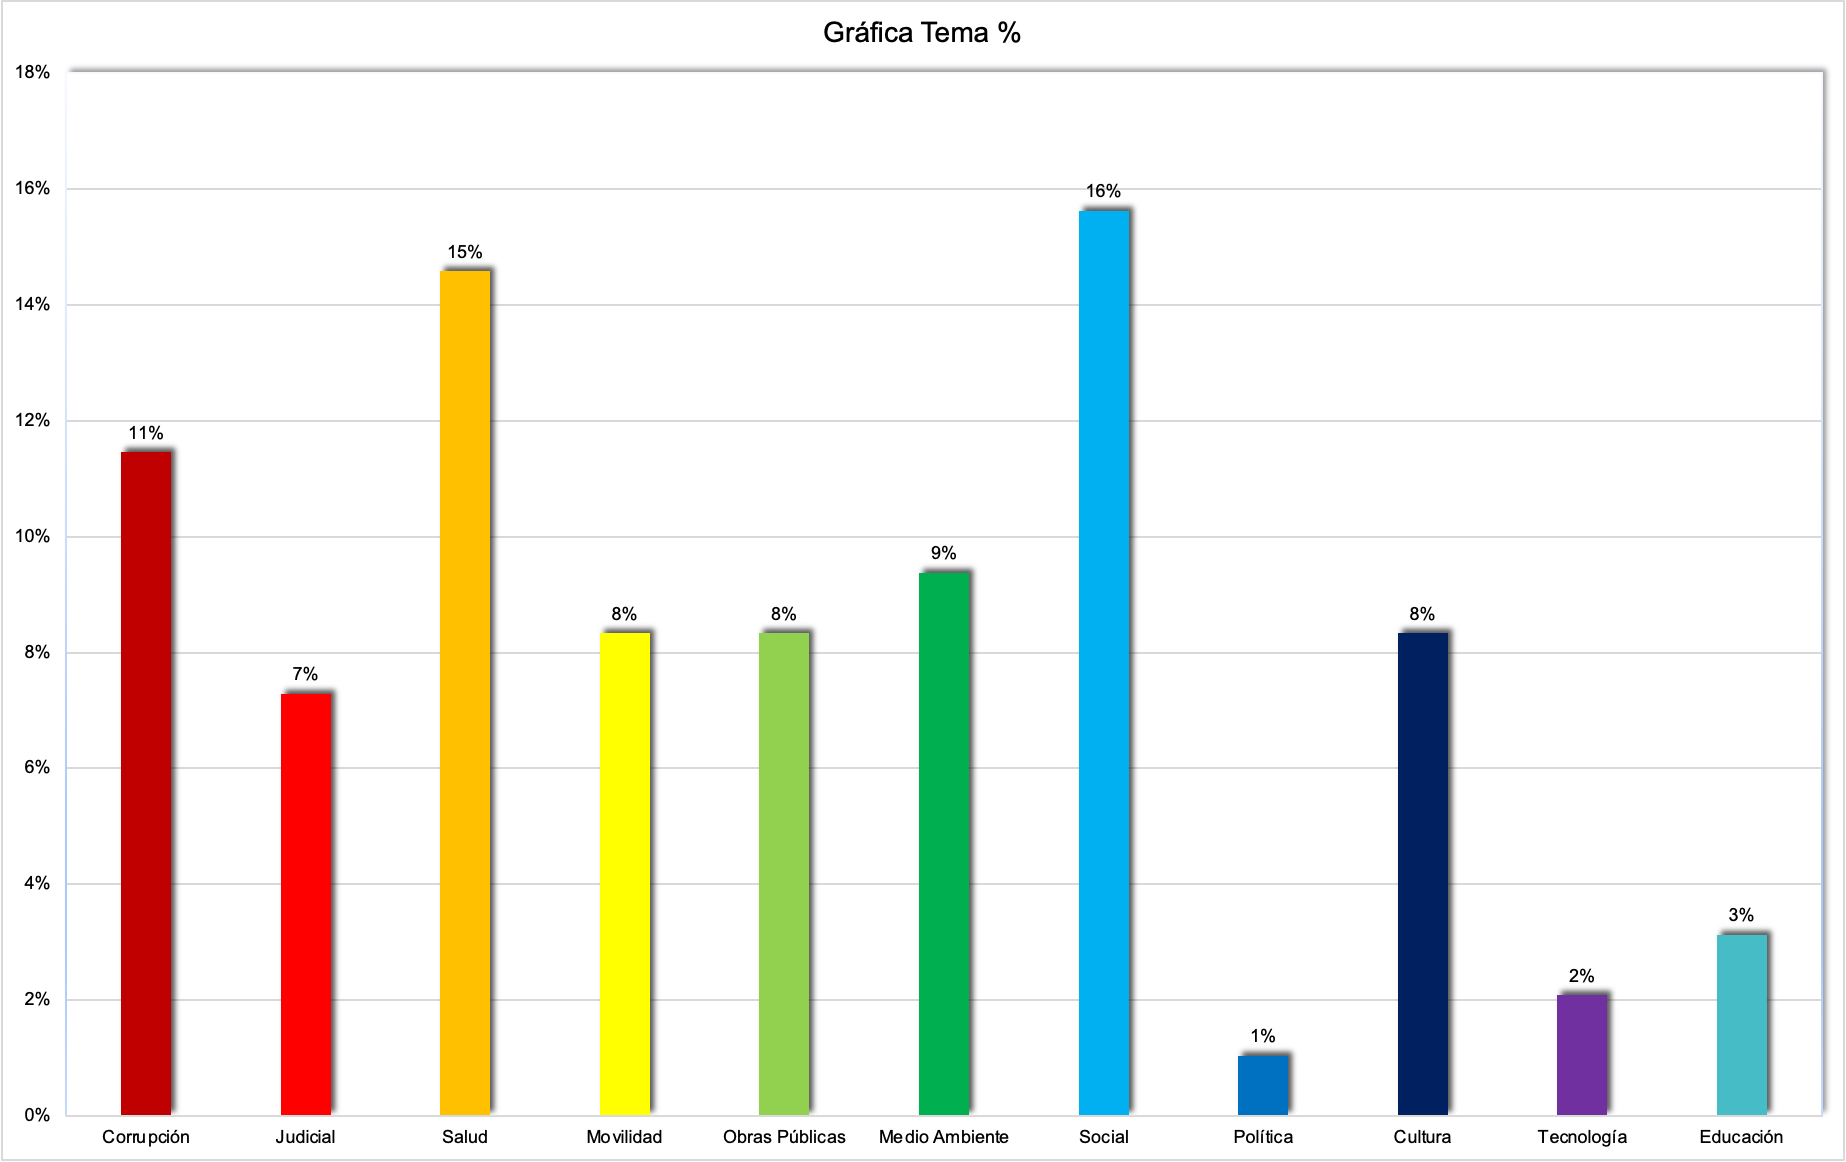 Gráfica Tema %
18%
16%
14%
12%
10%
8%
6%
4%
2%
0%
11%
7%
15%
8%
8%
9%
16%
1%
8%
2%
3%
Corrupción
Judicial
Salud
Movilidad
Obras Públicas
Medio Ambiente
Social
Política
Cultura
Tecnología
Educación